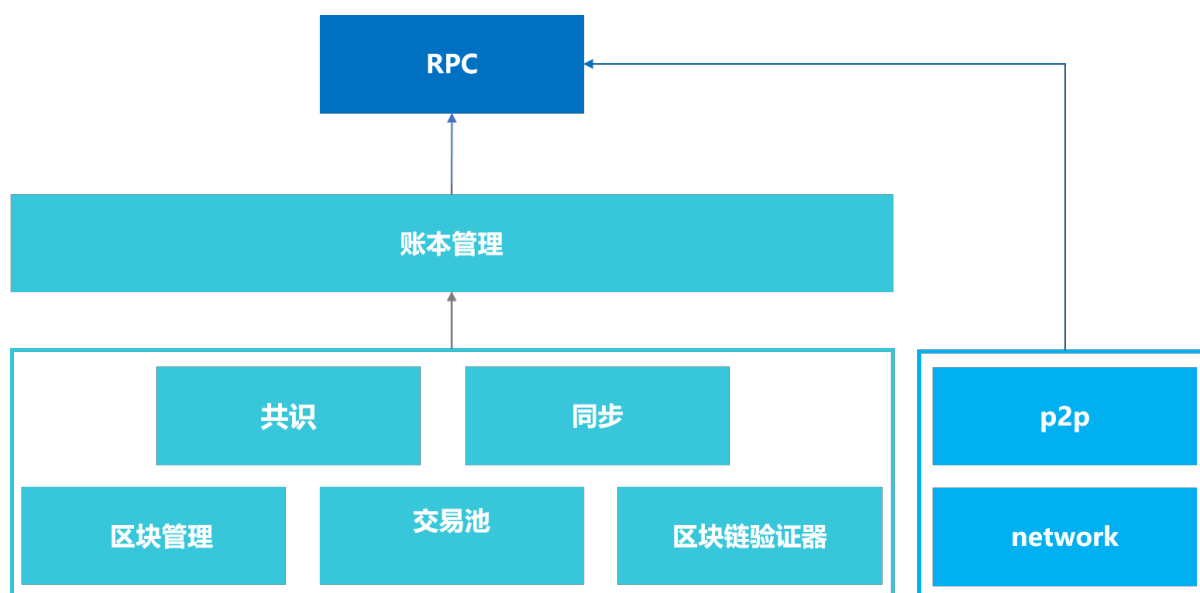 RPC
账本管理
共识
同步
p2p
区块管理
交易池
区块链验证器
network